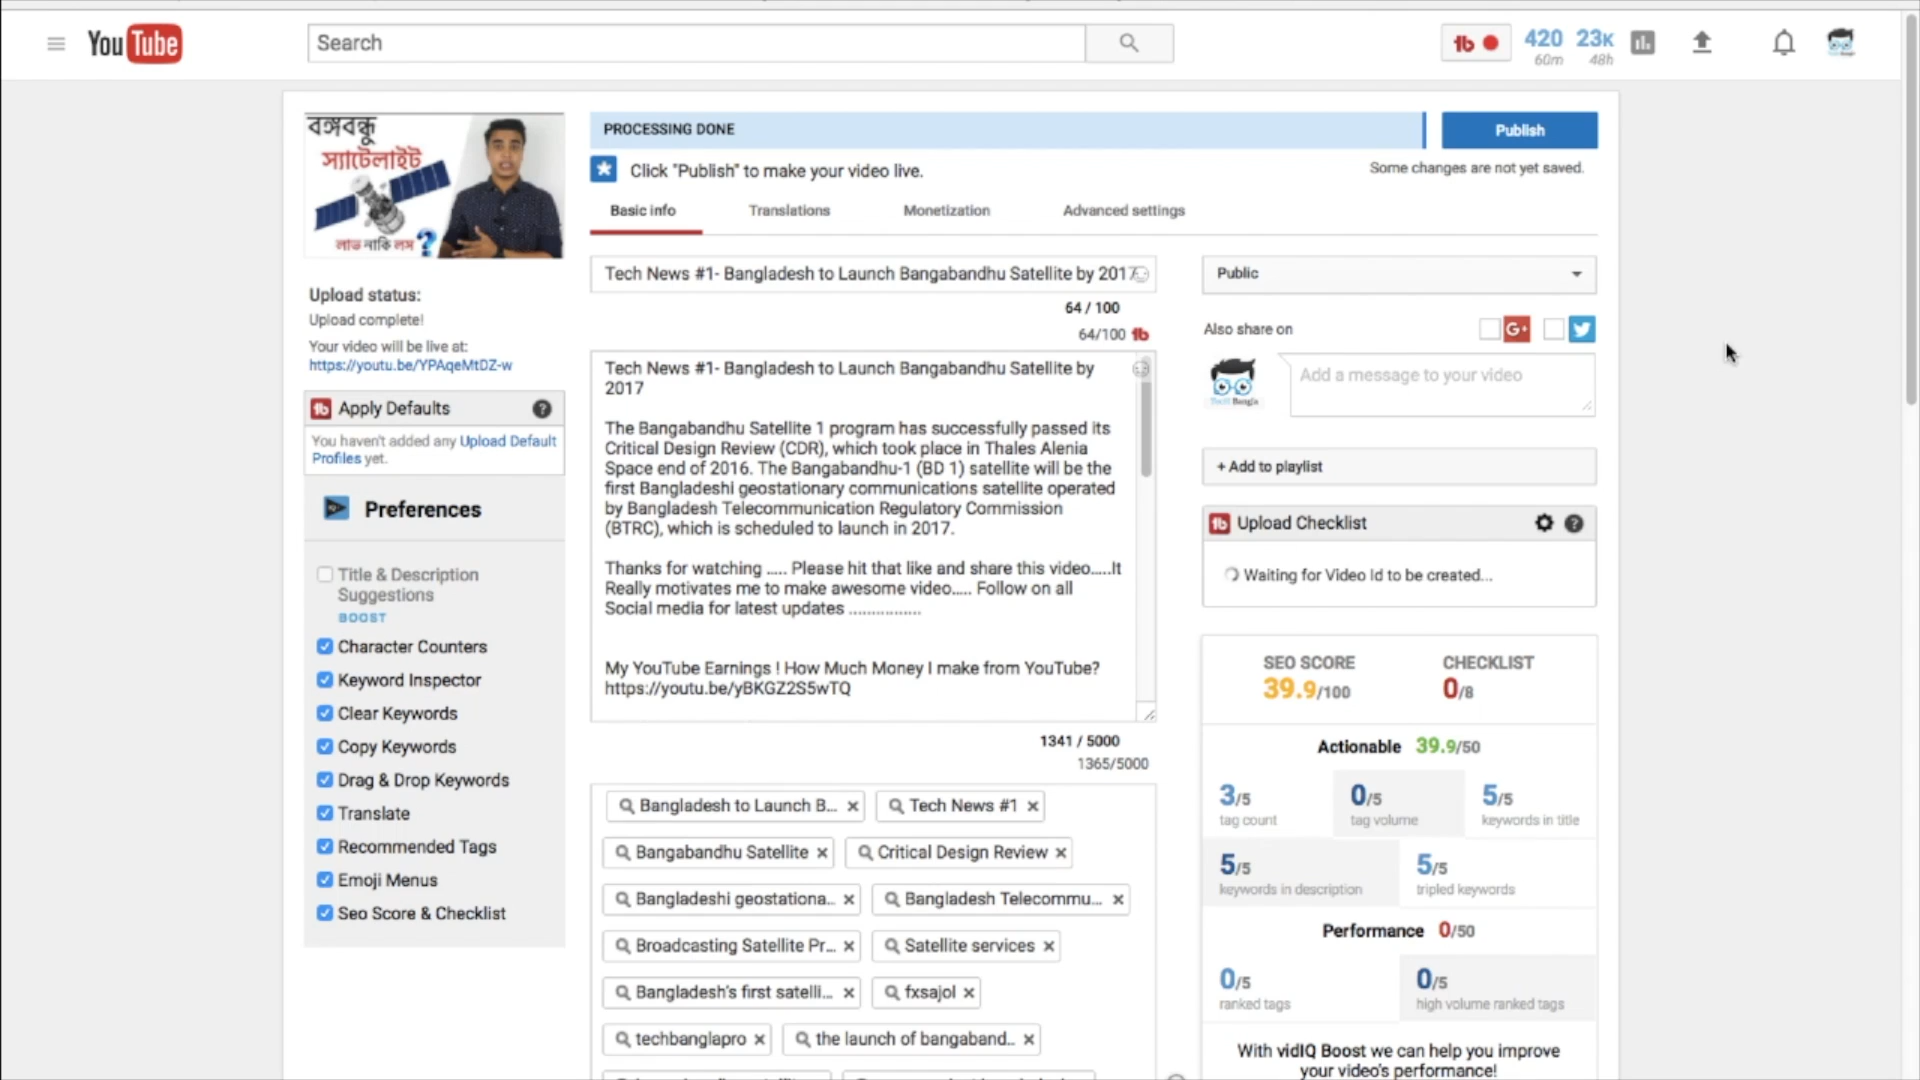 YouTube
Search
420
60m
23K
48h
বঙ্গবন্ধু
স্যাটেলাইট
লাভ নাকি লস ?
PROCESSING DONE
Publish
Click "Publish" to make your video live.
Some changes are not yet saved.
Basic info
Translations
Monetization
Advanced settings
Upload status:
Upload complete!
Your video will be live at:
https://youtu.be/YPAqeMtDZ-w
Apply Defaults
You haven't added any Upload Default
Profiles yet.
Preferences
Title & Description
Suggestions
BOOST
Character Counters
Keyword Inspector
Clear Keywords
Copy Keywords
Drag & Drop Keywords
Translate
Recommended Tags
Emoji Menus
Seo Score & Checklist
Tech News #1- Bangladesh to Launch Bangabandhu Satellite by 2017
64 / 100
64/100
Tech News #1- Bangladesh to Launch Bangabandhu Satellite by
2017
The Bangabandhu Satellite 1 program has successfully passed its
Critical Design Review (CDR), which took place in Thales Alenia
Space end of 2016. The Bangabandhu-1 (BD 1) satellite will be the
first Bangladeshi geostationary communications satellite operated
by Bangladesh Telecommunication Regulatory Commission
(BTRC), which is scheduled to launch in 2017.
Thanks for watching ..... Please hit that like and share this video.....It
Really motivates me to make awesome video..... Follow on all
Social media for latest updates ................
My YouTube Earnings ! How Much Money I make from YouTube?
https://youtu.be/yBKGZ2S5wTQ
1341 / 5000
1365/5000
Bangladesh to Launch B...
Tech News #1
Bangabandhu Satellite
Critical Design Review
Bangladeshi geostationa...
Bangladesh Telecommu...
Broadcasting Satellite Pr...
Satellite services
Bangladesh's first satelli...
fxsajol
techbanglapro
the launch of bangaband...
Public
Also share on
G+
Add a message to your video
+ Add to playlist
Upload Checklist
Waiting for Video Id to be created...
SEO SCORE
39.9/100
CHECKLIST
0/8
Actionable 39.9/50
3/5
tag count
0/5
tag volume
5/5
keywords in title
5/5
keywords in description
5/5
tripled keywords
Performance 0/50
0/5
ranked tags
0/5
high volume ranked tags
With vidIQ Boost we can help you improve
your video's performance!